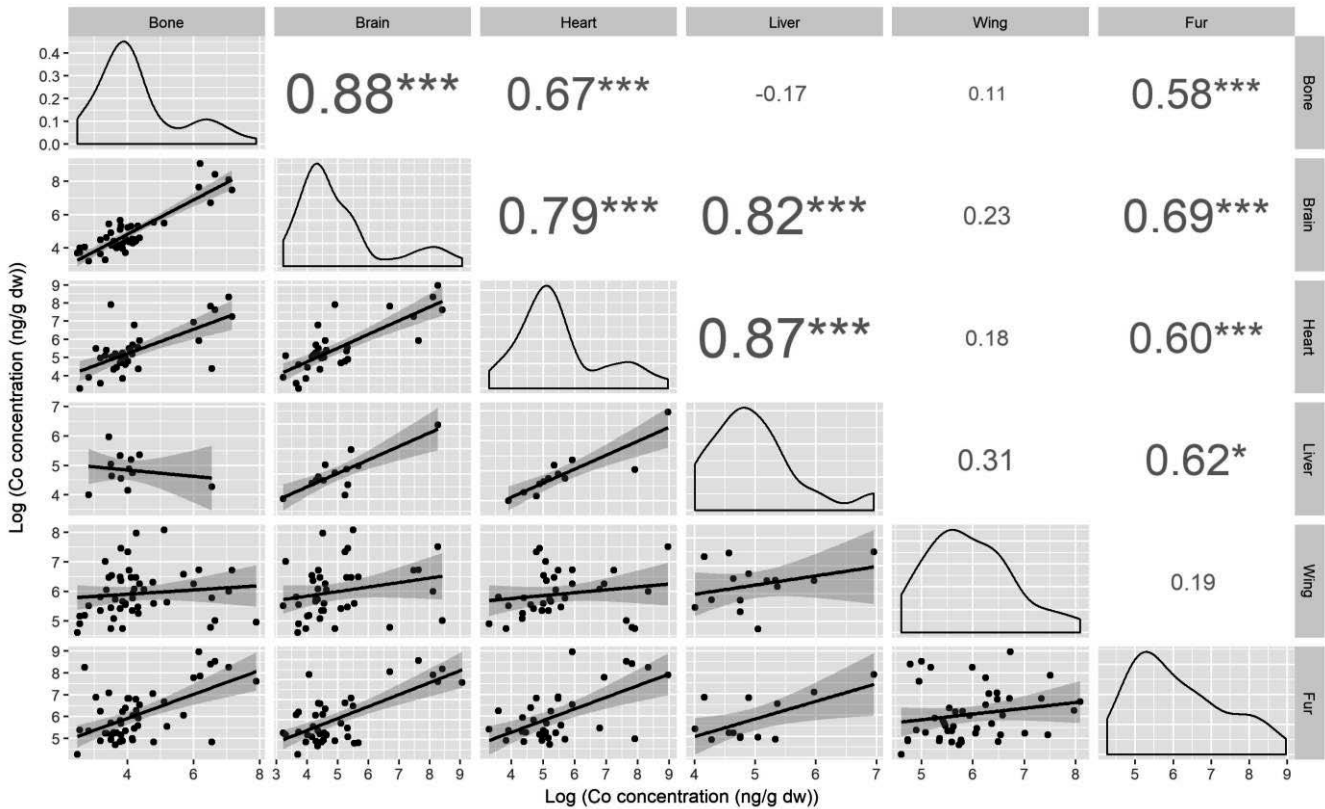 Bone Brain Heart Liver Wing Fur
0.4
0.3
0.2
0.1
0.0
0.88*** 0.67*** -0.17 0.11 0.58***
Bone
8
6
4
0.79*** 0.82*** 0.23 0.69***
Brain
9
8
7
6
5
4
0.87*** 0.18 0.60***
Heart
7
6
5
4
0.31 0.62*
Liver
8
7
6
5
0.19
Wing
9
8
7
6
5
Fur
4 6 8 3 4 5 6 7 8 9 4 5 6 7 8 9 4 5 6 7 5 6 7 8 5 6 7 8 9
Log (Co concentration (ng/g dw))
Log (Co concentration (ng/g dw))